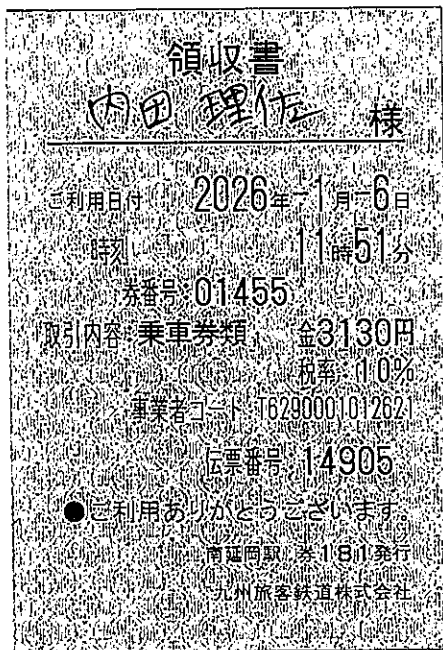 領収書
内田 理佐 様
ご利用日付 2026年-1月-6日
時刻 11時51分
券番号 01455
取引内容 乗車券類 金3130円
税率 10%
事業者コード T6290001012621
伝票番号 14905
●ご利用ありがとうございます。
南延岡駅 券181発行
九州旅客鉄道株式会社